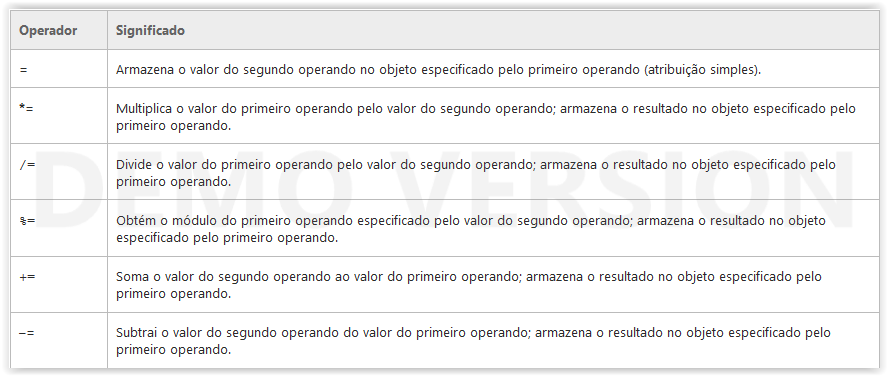 Operador Significado
= Armazena o valor do segundo operando no objeto especificado pelo primeiro operando (atribuição simples).
*= Multiplica o valor do primeiro operando pelo valor do segundo operando; armazena o resultado no objeto especificado pelo
primeiro operando.
/= Divide o valor do primeiro operando pelo valor do segundo operando; armazena o resultado no objeto especificado pelo
primeiro operando.
%= Obtém o módulo do primeiro operando especificado pelo valor do segundo operando; armazena o resultado no objeto
especificado pelo primeiro operando.
+= Soma o valor do segundo operando ao valor do primeiro operando; armazena o resultado no objeto especificado pelo
primeiro operando.
–= Subtrai o valor do segundo operando do valor do primeiro operando; armazena o resultado no objeto especificado pelo
primeiro operando.
DEMO VERSION